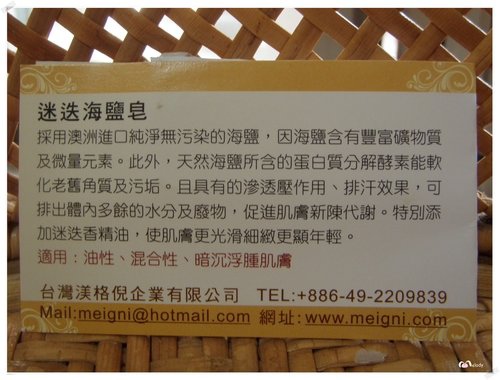 迷迭海鹽皂
採用澳洲進口純淨無污染的海鹽，因海鹽含有豐富礦物質
及微量元素。此外，天然海鹽所含的蛋白質分解酵素能軟
化老舊角質及污垢。且具有的滲透壓作用、排汗效果，可
排出體內多餘的水分及廢物，促進肌膚新陳代謝。特別添
加迷迭香精油，使肌膚更光滑細緻更顯年輕。
適用：油性、混合性、暗沉浮腫肌膚
台灣渼格倪企業有限公司 TEL:+886-49-2209839
Mail:meigni@hotmail.com 網址:www.meigni.com